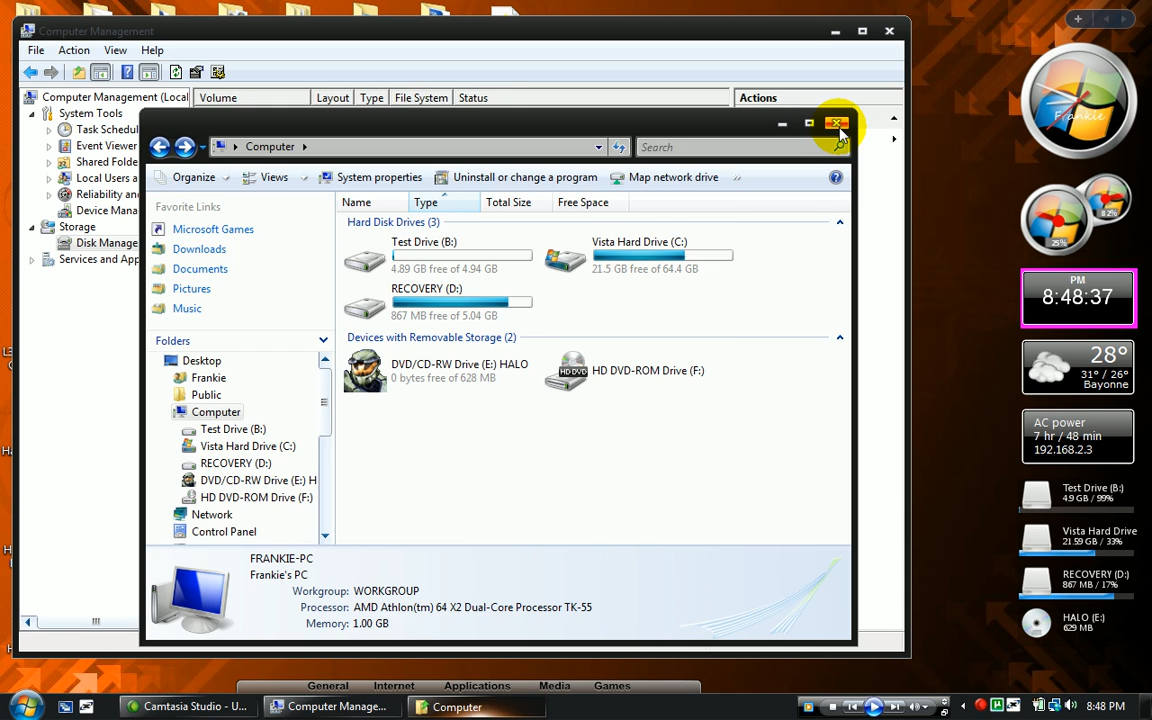 Computer Management
File Action View Help
Computer Management (Local
System Tools
Task Schedul
Event Viewer
Shared Folde
Local Users a
Reliability an
Device Mana
Storage
Disk Manage
Services and App
Volume Layout Type File System Status
Actions
Computer
Search
Organize Views System properties Uninstall or change a program Map network drive »
Favorite Links
Microsoft Games
Downloads
Documents
Pictures
Music
Folders
Desktop
Frankie
Public
Computer
Test Drive (B:)
Vista Hard Drive (C:)
RECOVERY (D:)
DVD/CD-RW Drive (E:) H
HD DVD-ROM Drive (F:)
Network
Control Panel
Name Type Total Size Free Space
Hard Disk Drives (3)
Test Drive (B:)
4.89 GB free of 4.94 GB
Vista Hard Drive (C:)
21.5 GB free of 64.4 GB
RECOVERY (D:)
867 MB free of 5.04 GB
Devices with Removable Storage (2)
DVD/CD-RW Drive (E:) HALO
0 bytes free of 628 MB
HD DVD
HD DVD-ROM Drive (F:)
FRANKIE-PC
Frankie's PC
Workgroup: WORKGROUP
Processor: AMD Athlon(tm) 64 X2 Dual-Core Processor TK-55
Memory: 1.00 GB
Frankie
25%
82%
PM
8:48:37
28°
31° / 26°
Bayonne
AC power
7 hr / 48 min
192.168.2.3
Test Drive (B:)
4.9 GB / 99%
Vista Hard Drive
21.59 GB / 33%
RECOVERY (D:)
867 MB / 17%
HALO (E:)
629 MB
General Internet Applications Media Games
Camtasia Studio - U...
Computer Manage...
Computer
8:48 PM